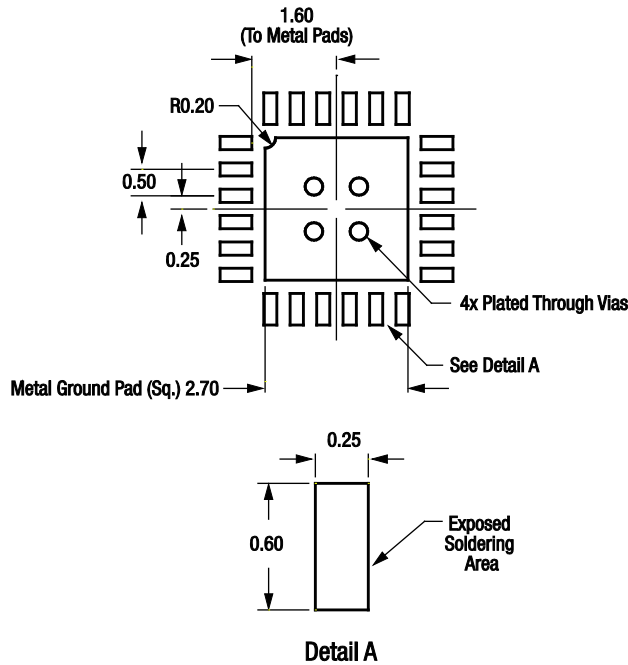 1.60
(To Metal Pads)
R0.20
0.50
0.25
4x Plated Through Vias
See Detail A
Metal Ground Pad (Sq.) 2.70
0.25
0.60
Exposed
Soldering
Area
Detail A